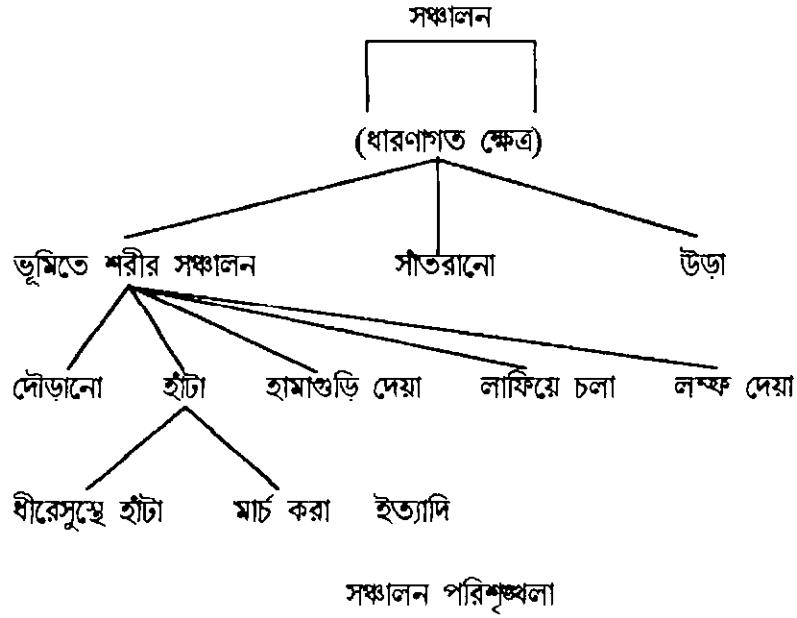 সঞ্চালন
(ধারণাগত ক্ষেত্র)
ভূমিতে শরীর সঞ্চালন সাঁতরানো উড়া
দৌড়ানো হাঁটা হামাগুড়ি দেয়া লাফিয়ে চলা লম্ফ দেয়া
ধীরেসুস্থে হাঁটা মার্চ করা ইত্যাদি
সঞ্চালন পরিশৃঙ্খলা